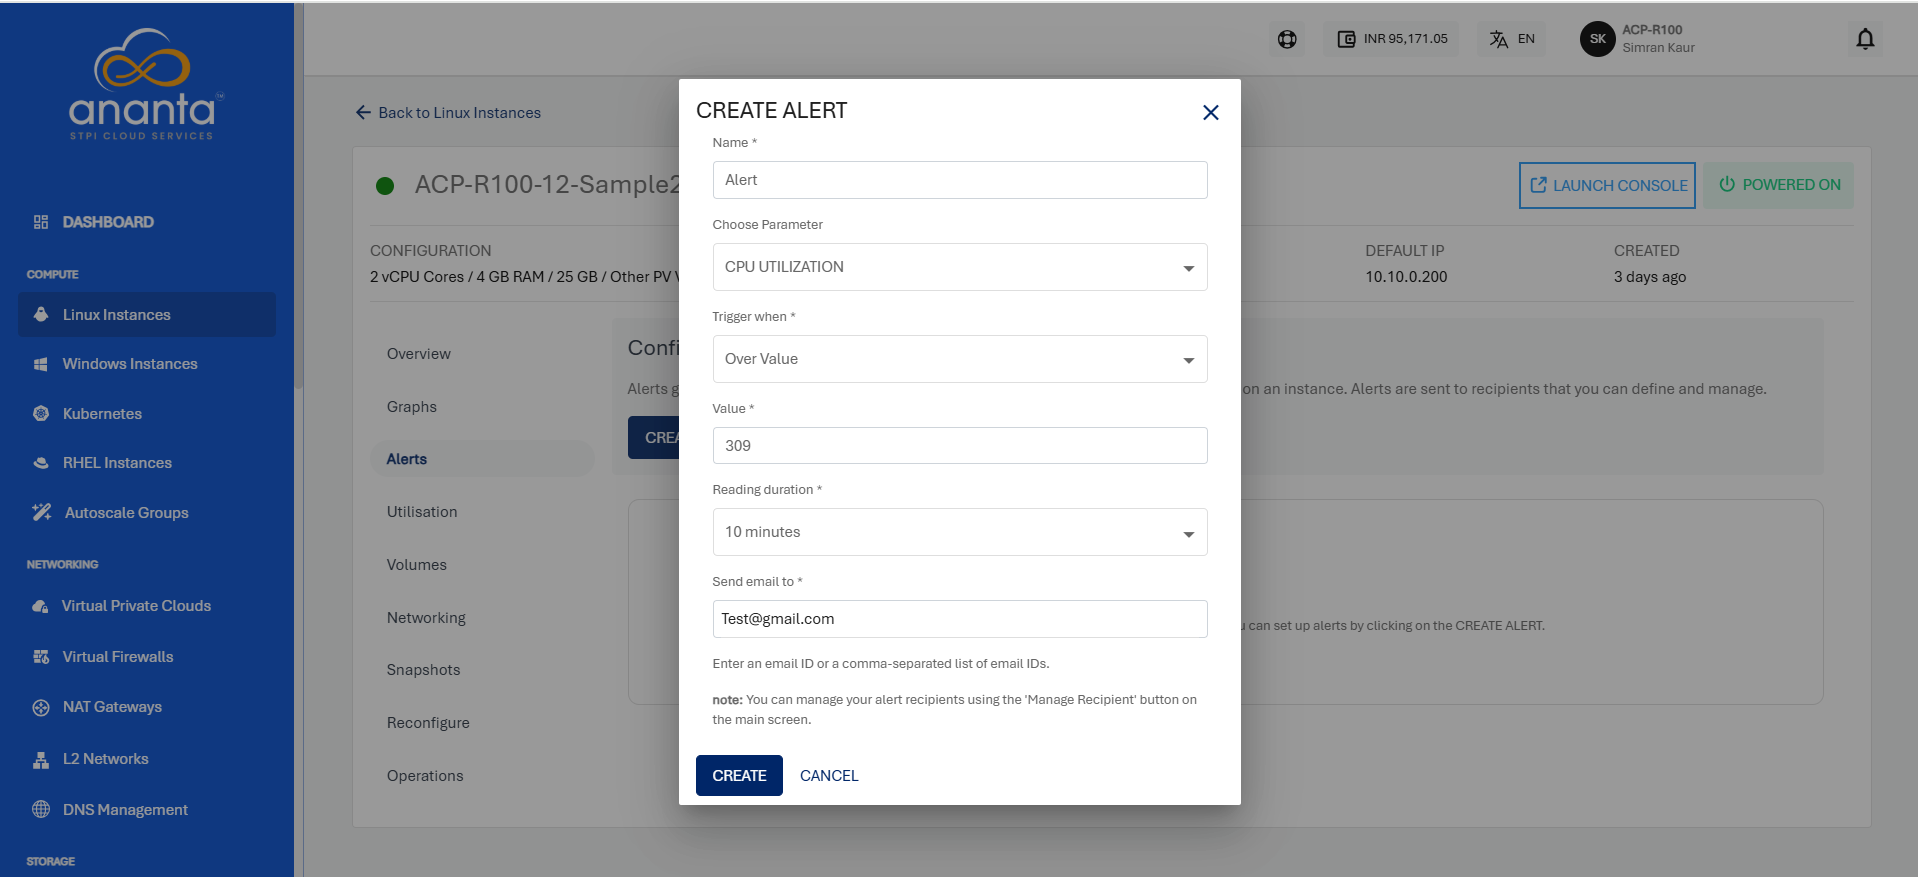 ananta
TM
STPI CLOUD SERVICES
DASHBOARD
COMPUTE
Linux Instances
Windows Instances
Kubernetes
RHEL Instances
Autoscale Groups
NETWORKING
Virtual Private Clouds
Virtual Firewalls
NAT Gateways
L2 Networks
DNS Management
STORAGE
INR 95,171.05
EN
SK
ACP-R100
Simran Kaur
Back to Linux Instances
ACP-R100-12-Sample2
LAUNCH CONSOLE
POWERED ON
CONFIGURATION
2 vCPU Cores / 4 GB RAM / 25 GB / Other PV
DEFAULT IP
10.10.0.200
CREATED
3 days ago
Overview
Graphs
Alerts
Utilisation
Volumes
Networking
Snapshots
Reconfigure
Operations
Alerts
on an instance. Alerts are sent to recipients that you can define and manage.
can set up alerts by clicking on the CREATE ALERT.
CREATE ALERT
Name *
Alert
Choose Parameter
CPU UTILIZATION
Trigger when *
Over Value
Value *
309
Reading duration *
10 minutes
Send email to *
Test@gmail.com
Enter an email ID or a comma-separated list of email IDs.
note: You can manage your alert recipients using the 'Manage Recipient' button on
the main screen.
CREATE
CANCEL